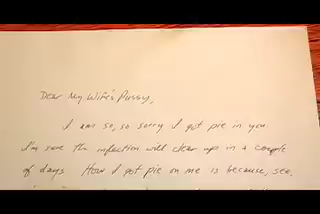 Dear My Wife's Pussy,
I am so, so sorry I got pie in you.
I'm sure the infection will clear up in a couple
of days. How I got pie on me is because, see,